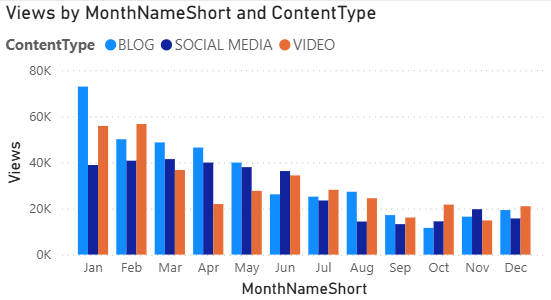 Views by MonthNameShort and ContentType
ContentType BLOG SOCIAL MEDIA VIDEO
80K
60K
40K
20K
0K
Views
Jan Feb Mar Apr May Jun Jul Aug Sep Oct Nov Dec
MonthNameShort